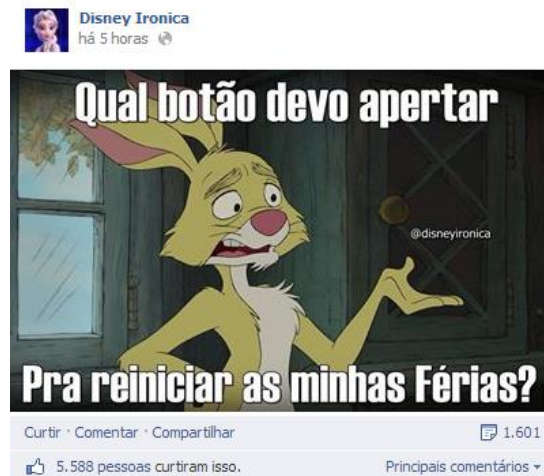 Disney Ironica
há 5 horas
Qual botão devo apertar
@disneyironica
Pra reiniciar as minhas Férias?
Curtir · Comentar · Compartilhar 1.601
5.588 pessoas curtiram isso. Principais comentários